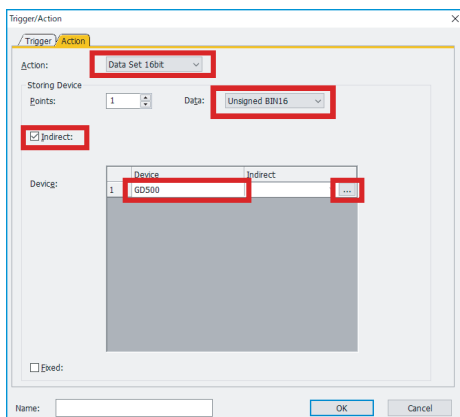 Trigger/Action
Trigger Action
Action: Data Set 16bit
Storing Device
Points: 1 Data: Unsigned BIN16
Indirect:
Device Indirect
Device:
1 GD500 ...
Fixed:
Name: OK Cancel